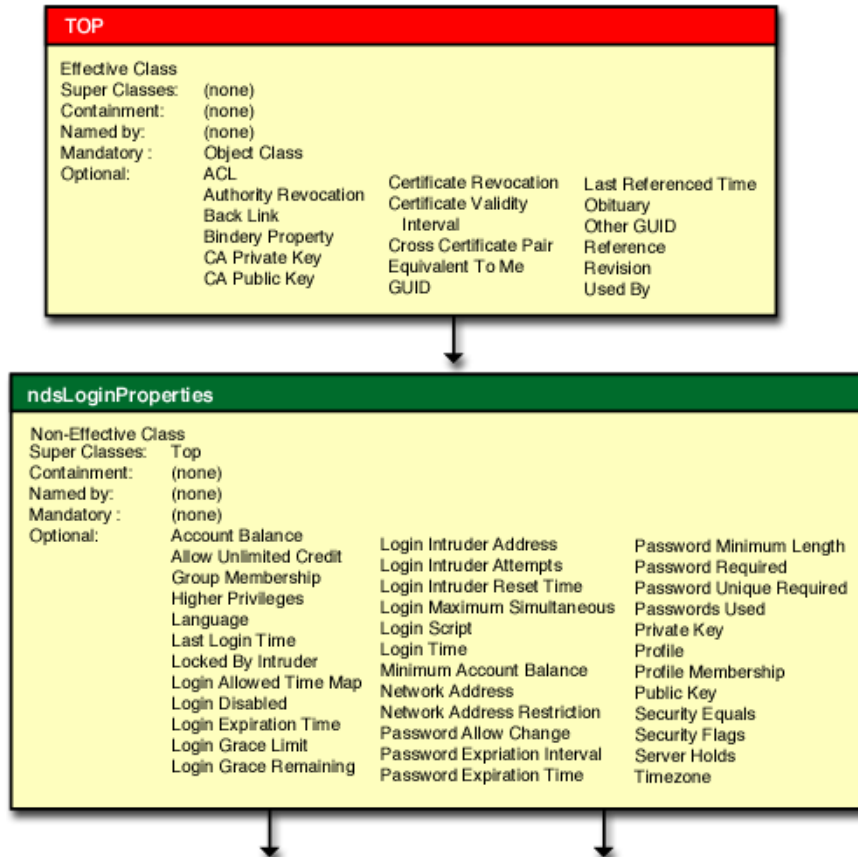 TOP
Effective Class
Super Classes: (none)
Containment: (none)
Named by: (none)
Mandatory : Object Class
Optional: ACL
Authority Revocation
Back Link
Bindery Property
CA Private Key
CA Public Key
Certificate Revocation
Certificate Validity
Interval
Cross Certificate Pair
Equivalent To Me
GUID
Last Referenced Time
Obituary
Other GUID
Reference
Revision
Used By
ndsLoginProperties
Non-Effective Class
Super Classes: Top
Containment: (none)
Named by: (none)
Mandatory : (none)
Optional: Account Balance
Allow Unlimited Credit
Group Membership
Higher Privileges
Language
Last Login Time
Locked By Intruder
Login Allowed Time Map
Login Disabled
Login Expiration Time
Login Grace Limit
Login Grace Remaining
Login Intruder Address
Login Intruder Attempts
Login Intruder Reset Time
Login Maximum Simultaneous
Login Script
Login Time
Minimum Account Balance
Network Address
Network Address Restriction
Password Allow Change
Password Expriation Interval
Password Expiration Time
Password Minimum Length
Password Required
Password Unique Required
Passwords Used
Private Key
Profile
Profile Membership
Public Key
Security Equals
Security Flags
Server Holds
Timezone